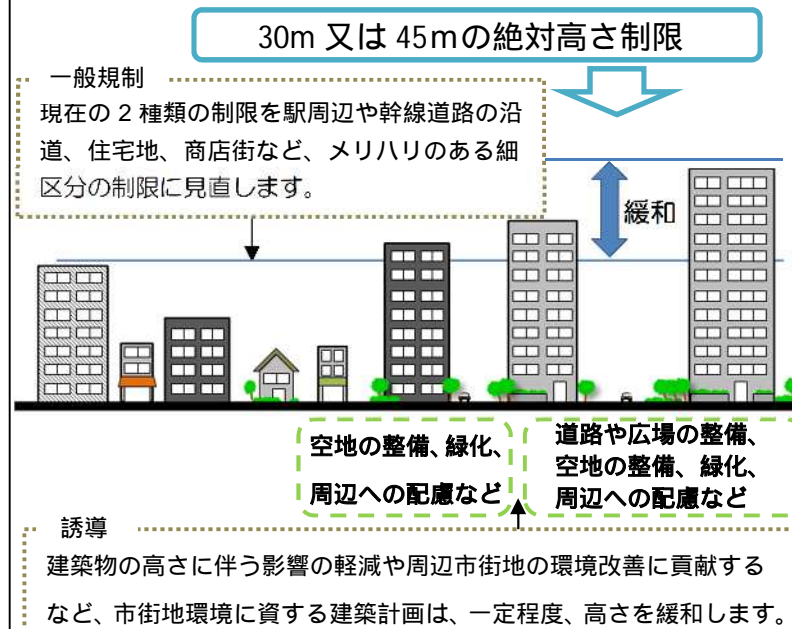 30m 又は 45mの絶対高さ制限
一般規制
現在の 2 種類の制限を駅周辺や幹線道路の沿
道、住宅地、商店街など、メリハリのある細
区分の制限に見直します。
緩和
空地の整備、緑化、
周辺への配慮など
道路や広場の整備、
空地の整備、緑化、
周辺への配慮など
誘導
建築物の高さに伴う影響の軽減や周辺市街地の環境改善に貢献する
など、市街地環境に資する建築計画は、一定程度、高さを緩和します。